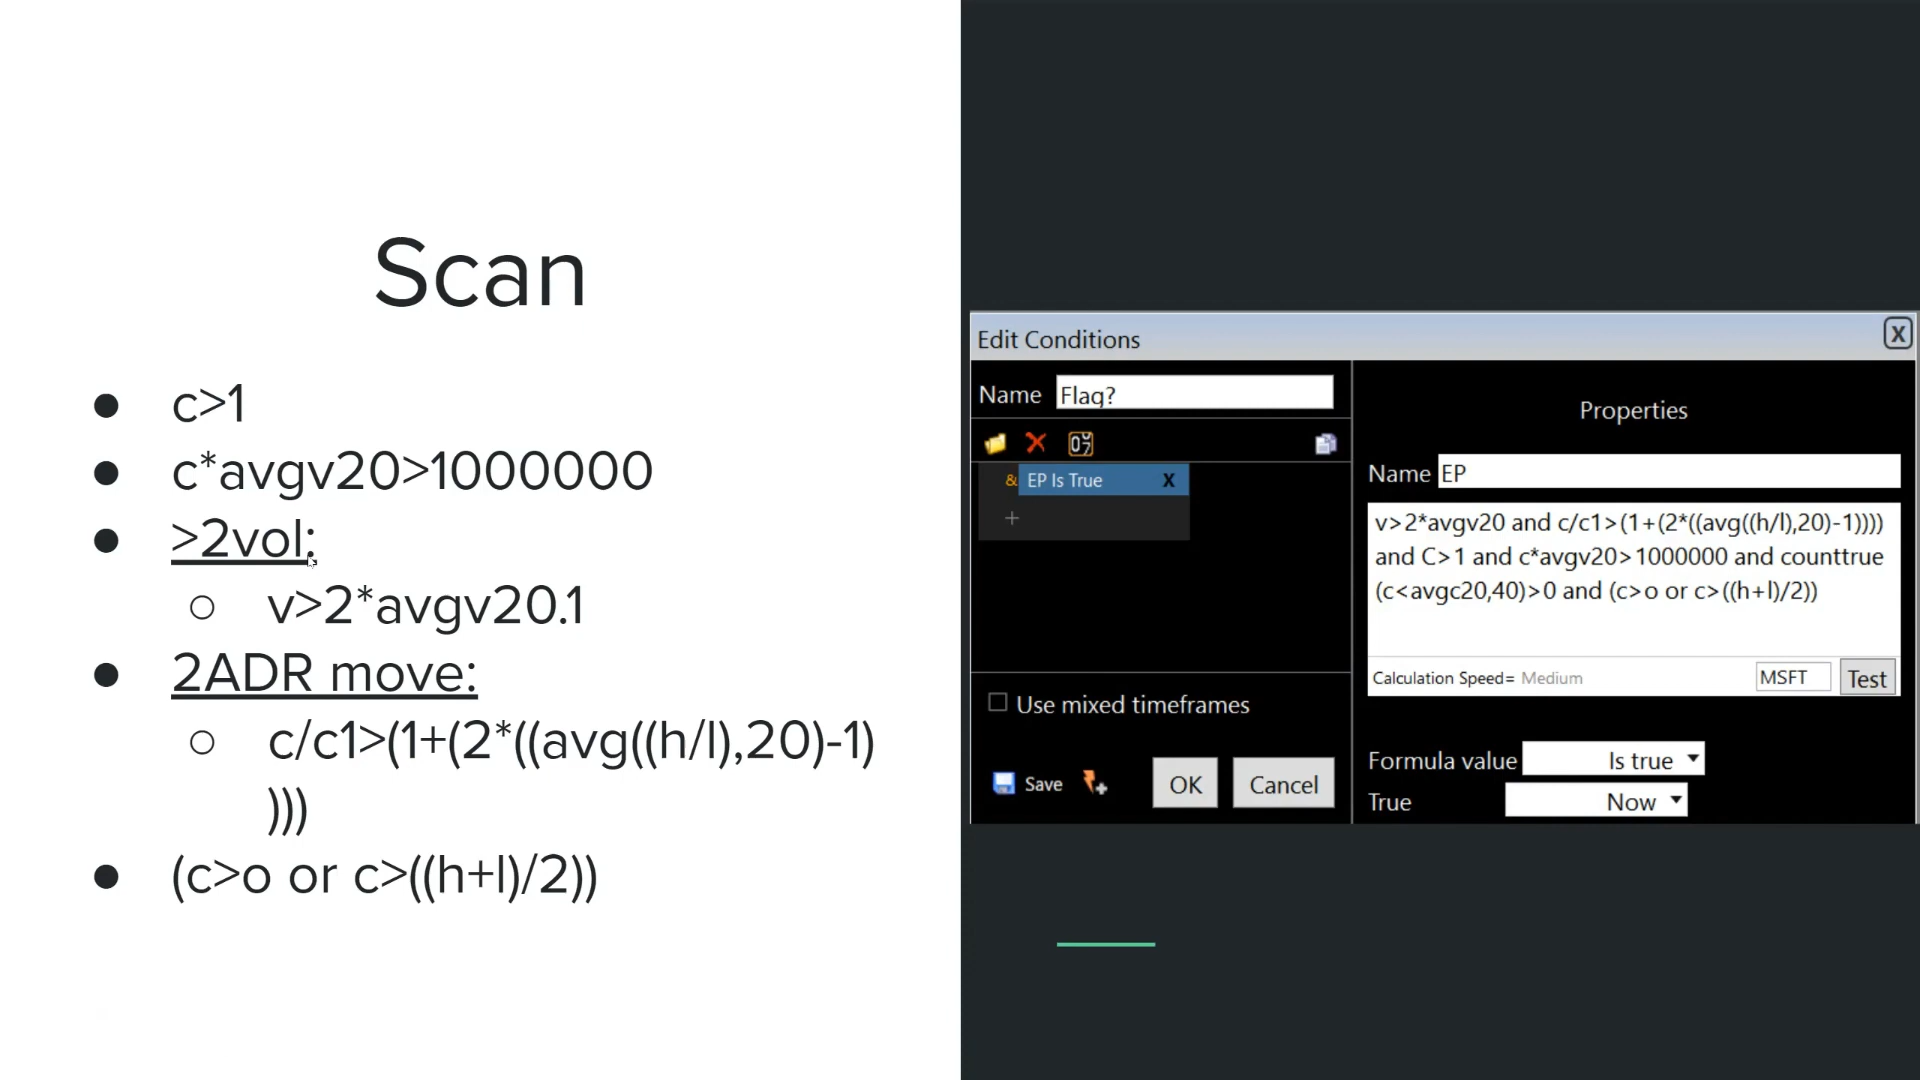 Scan
● c>1
● c*avgv20>1000000
● >2vol:
○ v>2*avgv20.1
● 2ADR move:
○ c/c1>(1+(2*((avg((h/l),20)-1)
)))
● (c>o or c>((h+l)/2))
Edit Conditions
X
Name Flag?
& EP Is True X
+
Use mixed timeframes
Save
OK
Cancel
Properties
Name EP
v>2*avgv20 and c/c1>(1+(2*((avg((h/l),20)-1))))
and C>1 and c*avgv20>1000000 and counttrue
(c<avgc20,40)>0 and (c>o or c>((h+l)/2))
Calculation Speed= Medium
MSFT
Test
Formula value Is true
True Now